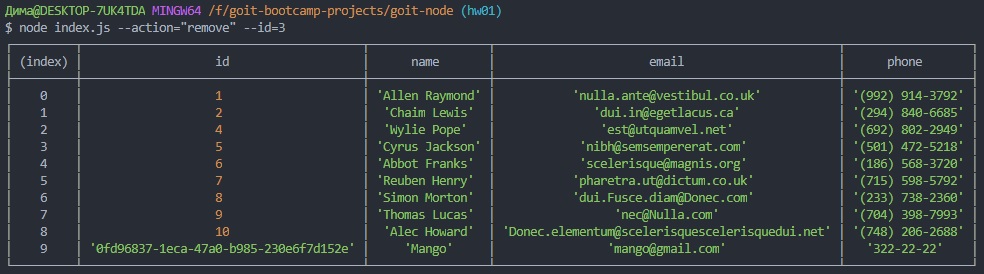 Дима@DESKTOP-7UK4TDA MINGW64 /f/goit-bootcamp-projects/goit-node (hw01)
$ node index.js --action="remove" --id=3
(index) id name email phone
0 1 'Allen Raymond' 'nulla.ante@vestibul.co.uk' '(992) 914-3792'
1 2 'Chaim Lewis' 'dui.in@egetlacus.ca' '(294) 840-6685'
2 4 'Wylie Pope' 'est@utquamvel.net' '(692) 802-2949'
3 5 'Cyrus Jackson' 'nibh@semsempererat.com' '(501) 472-5218'
4 6 'Abbot Franks' 'scelerisque@magnis.org' '(186) 568-3720'
5 7 'Reuben Henry' 'pharetra.ut@dictum.co.uk' '(715) 598-5792'
6 8 'Simon Morton' 'dui.Fusce.diam@Donec.com' '(233) 738-2360'
7 9 'Thomas Lucas' 'nec@Nulla.com' '(704) 398-7993'
8 10 'Alec Howard' 'Donec.elementum@scelerisquescelerisquedui.net' '(748) 206-2688'
9 '0fd96837-1eca-47a0-b985-230e6f7d152e' 'Mango' 'mango@gmail.com' '322-22-22'